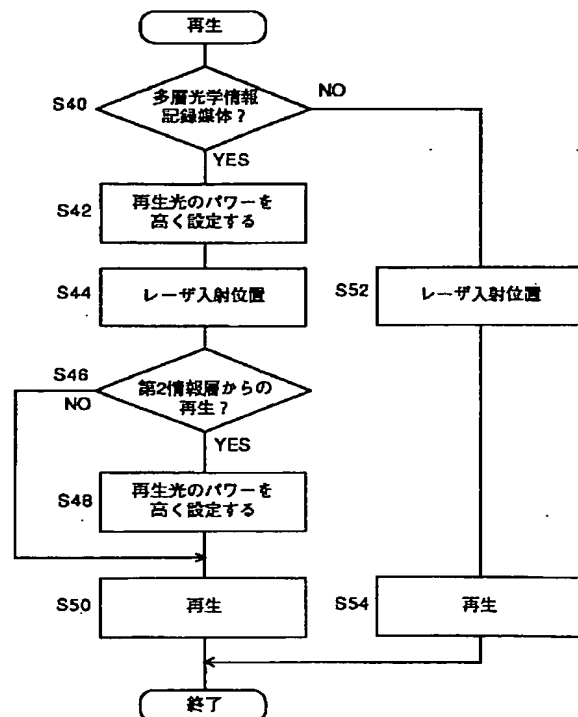 再生
S40
多層光学情報
記録媒体？
NO
YES
S42
再生光のパワーを
高く設定する
S44
レーザ入射位置
S52
レーザ入射位置
S46
NO
第2情報層からの
再生？
YES
S48
再生光のパワーを
高く設定する
S50
再生
S54
再生
終了